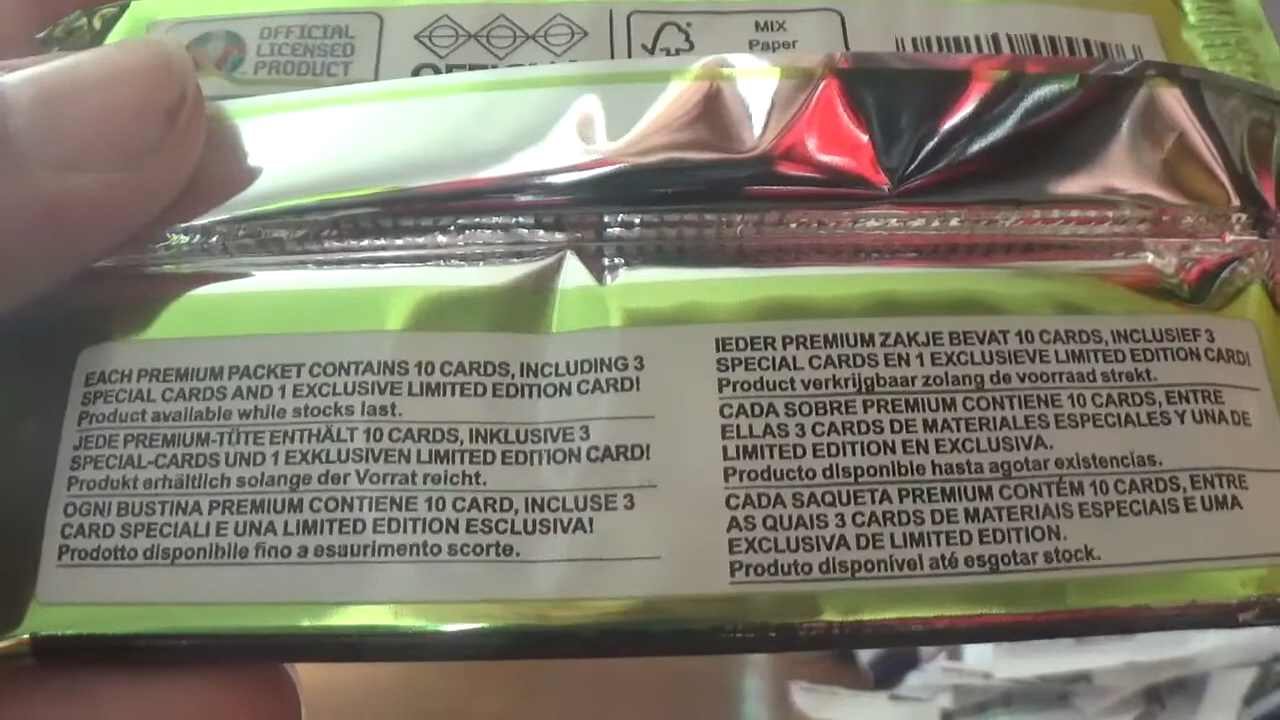 OFFICIAL
LICENSED
PRODUCT
MIX
Paper
EACH PREMIUM PACKET CONTAINS 10 CARDS, INCLUDING 3
SPECIAL CARDS AND 1 EXCLUSIVE LIMITED EDITION CARD!
Product available while stocks last.
JEDE PREMIUM-TÜTE ENTHÄLT 10 CARDS, INKLUSIVE 3
SPECIAL-CARDS UND 1 EXKLUSIVEN LIMITED EDITION CARD!
Produkt erhältlich solange der Vorrat reicht.
OGNI BUSTINA PREMIUM CONTIENE 10 CARD, INCLUSE 3
CARD SPECIALI E UNA LIMITED EDITION ESCLUSIVA!
Prodotto disponibile fino a esaurimento scorte.
IEDER PREMIUM ZAKJE BEVAT 10 CARDS, INCLUSIEF 3
SPECIAL CARDS EN 1 EXCLUSIEVE LIMITED EDITION CARD!
Product verkrijgbaar zolang de voorraad strekt.
CADA SOBRE PREMIUM CONTIENE 10 CARDS, ENTRE
ELLAS 3 CARDS DE MATERIALES ESPECIALES Y UNA DE
LIMITED EDITION EN EXCLUSIVA.
Producto disponible hasta agotar existencias.
CADA SAQUETA PREMIUM CONTÉM 10 CARDS, ENTRE
AS QUAIS 3 CARDS DE MATERIAIS ESPECIAIS E UMA
EXCLUSIVA DE LIMITED EDITION.
Produto disponível até esgotar stock.